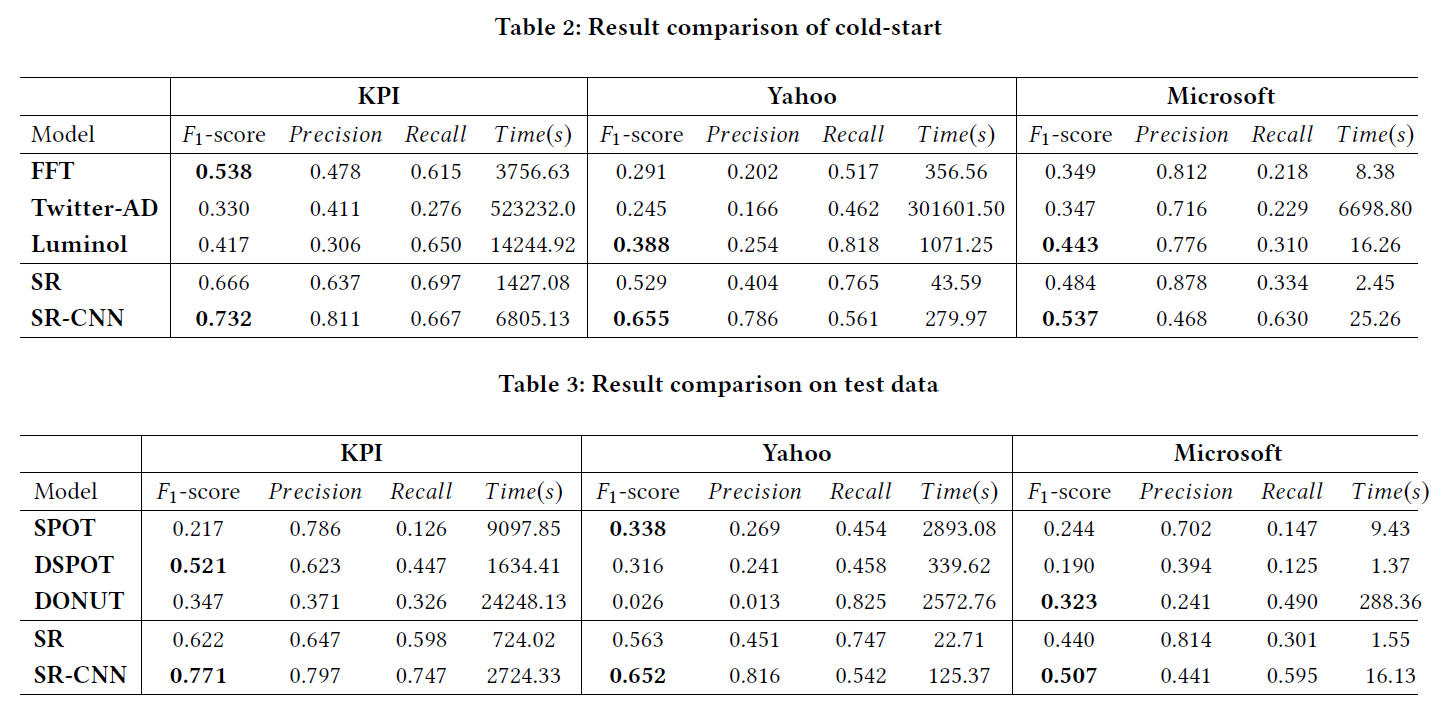 Table 2: Result comparison of cold-start
KPI Yahoo Microsoft
Model F1-score Precision Recall Time(s) F1-score Precision Recall Time(s) F1-score Precision Recall Time(s)
FFT 0.538 0.478 0.615 3756.63 0.291 0.202 0.517 356.56 0.349 0.812 0.218 8.38
Twitter-AD 0.330 0.411 0.276 523232.0 0.245 0.166 0.462 301601.50 0.347 0.716 0.229 6698.80
Luminol 0.417 0.306 0.650 14244.92 0.388 0.254 0.818 1071.25 0.443 0.776 0.310 16.26
SR 0.666 0.637 0.697 1427.08 0.529 0.404 0.765 43.59 0.484 0.878 0.334 2.45
SR-CNN 0.732 0.811 0.667 6805.13 0.655 0.786 0.561 279.97 0.537 0.468 0.630 25.26
Table 3: Result comparison on test data
KPI Yahoo Microsoft
Model F1-score Precision Recall Time(s) F1-score Precision Recall Time(s) F1-score Precision Recall Time(s)
SPOT 0.217 0.786 0.126 9097.85 0.338 0.269 0.454 2893.08 0.244 0.702 0.147 9.43
DSPOT 0.521 0.623 0.447 1634.41 0.316 0.241 0.458 339.62 0.190 0.394 0.125 1.37
DONUT 0.347 0.371 0.326 24248.13 0.026 0.013 0.825 2572.76 0.323 0.241 0.490 288.36
SR 0.622 0.647 0.598 724.02 0.563 0.451 0.747 22.71 0.440 0.814 0.301 1.55
SR-CNN 0.771 0.797 0.747 2724.33 0.652 0.816 0.542 125.37 0.507 0.441 0.595 16.13